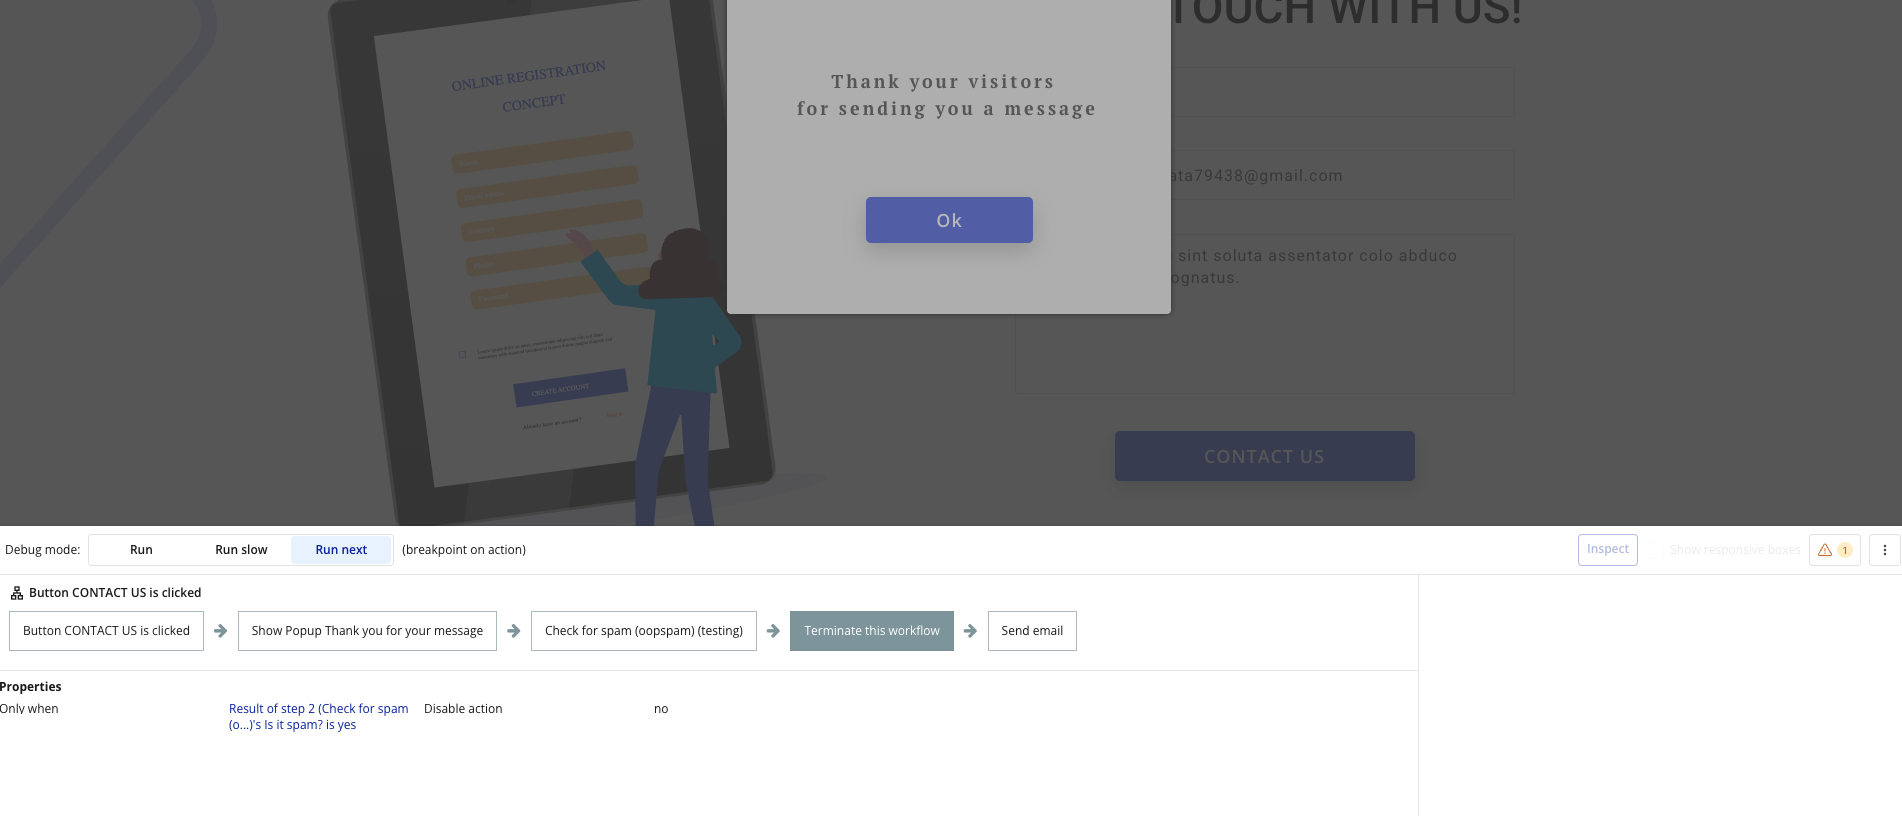 TOUCH WITH US!
ONLINE REGISTRATION
CONCEPT
Thank your visitors
for sending you a message
Ok
ata79438@gmail.com
sint soluta assentator colo abduco
ognatus.
CREATE ACCOUNT
Already have an account?
CONTACT US
Debug mode:
Run
Run slow
Run next
(breakpoint on action)
Inspect
Show responsive boxes
1
Button CONTACT US is clicked
Button CONTACT US is clicked
Show Popup Thank you for your message
Check for spam (oopspam) (testing)
Terminate this workflow
Send email
Properties
Only when
Result of step 2 (Check for spam
(o...)'s Is it spam? is yes
Disable action
no